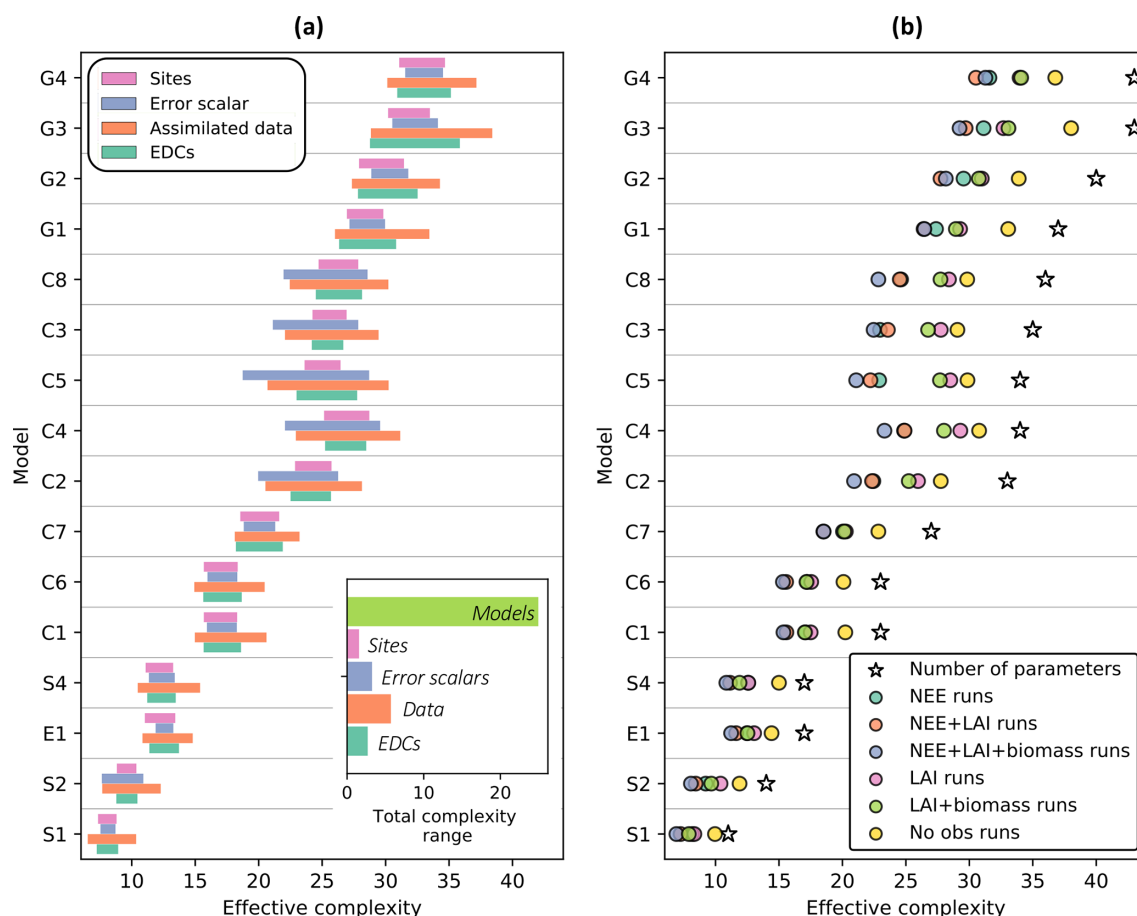 (a)
(b)
Sites
Error scalar
Assimilated data
EDCs
Model
G4
G3
G2
G1
C8
C3
C5
C4
C2
C7
C6
C1
S4
E1
S2
S1
Models
Sites
Error scalars
Data
EDCs
0
20
Total complexity
range
10
15
20
25
30
35
40
Effective complexity
Model
G4
G3
G2
G1
C8
C3
C5
C4
C2
C7
C6
C1
S4
E1
S2
S1
Number of parameters
NEE runs
NEE+LAI runs
NEE+LAI+biomass runs
LAI runs
LAI+biomass runs
No obs runs
10
15
20
25
30
35
40
Effective complexity